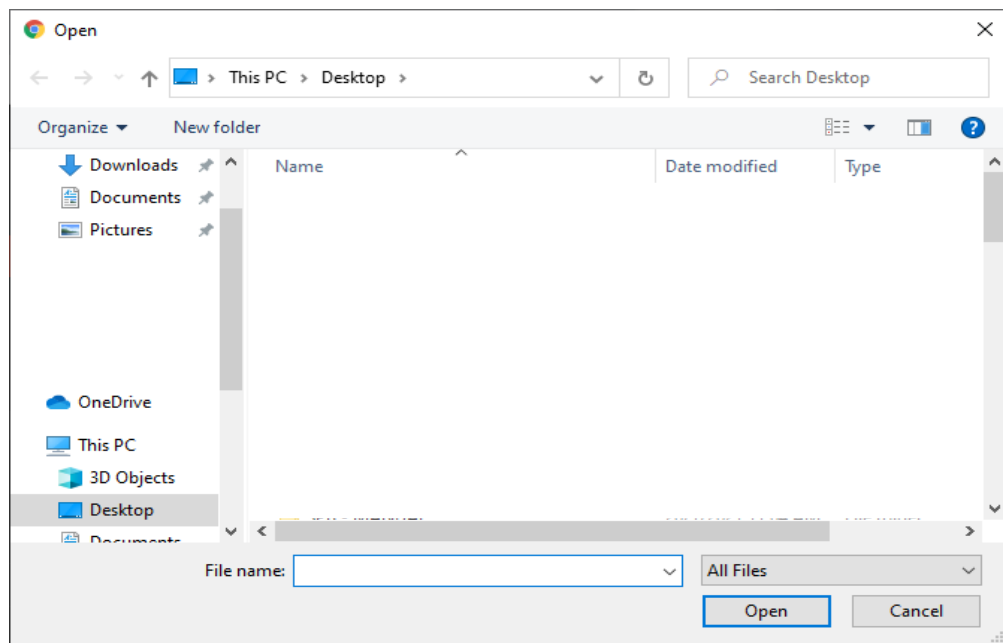 Open
This PC > Desktop >
Search Desktop
Organize
New folder
?
Name
Date modified
Type
Downloads
Documents
Pictures
OneDrive
This PC
3D Objects
Desktop
Documents
File name:
All Files
Open
Cancel